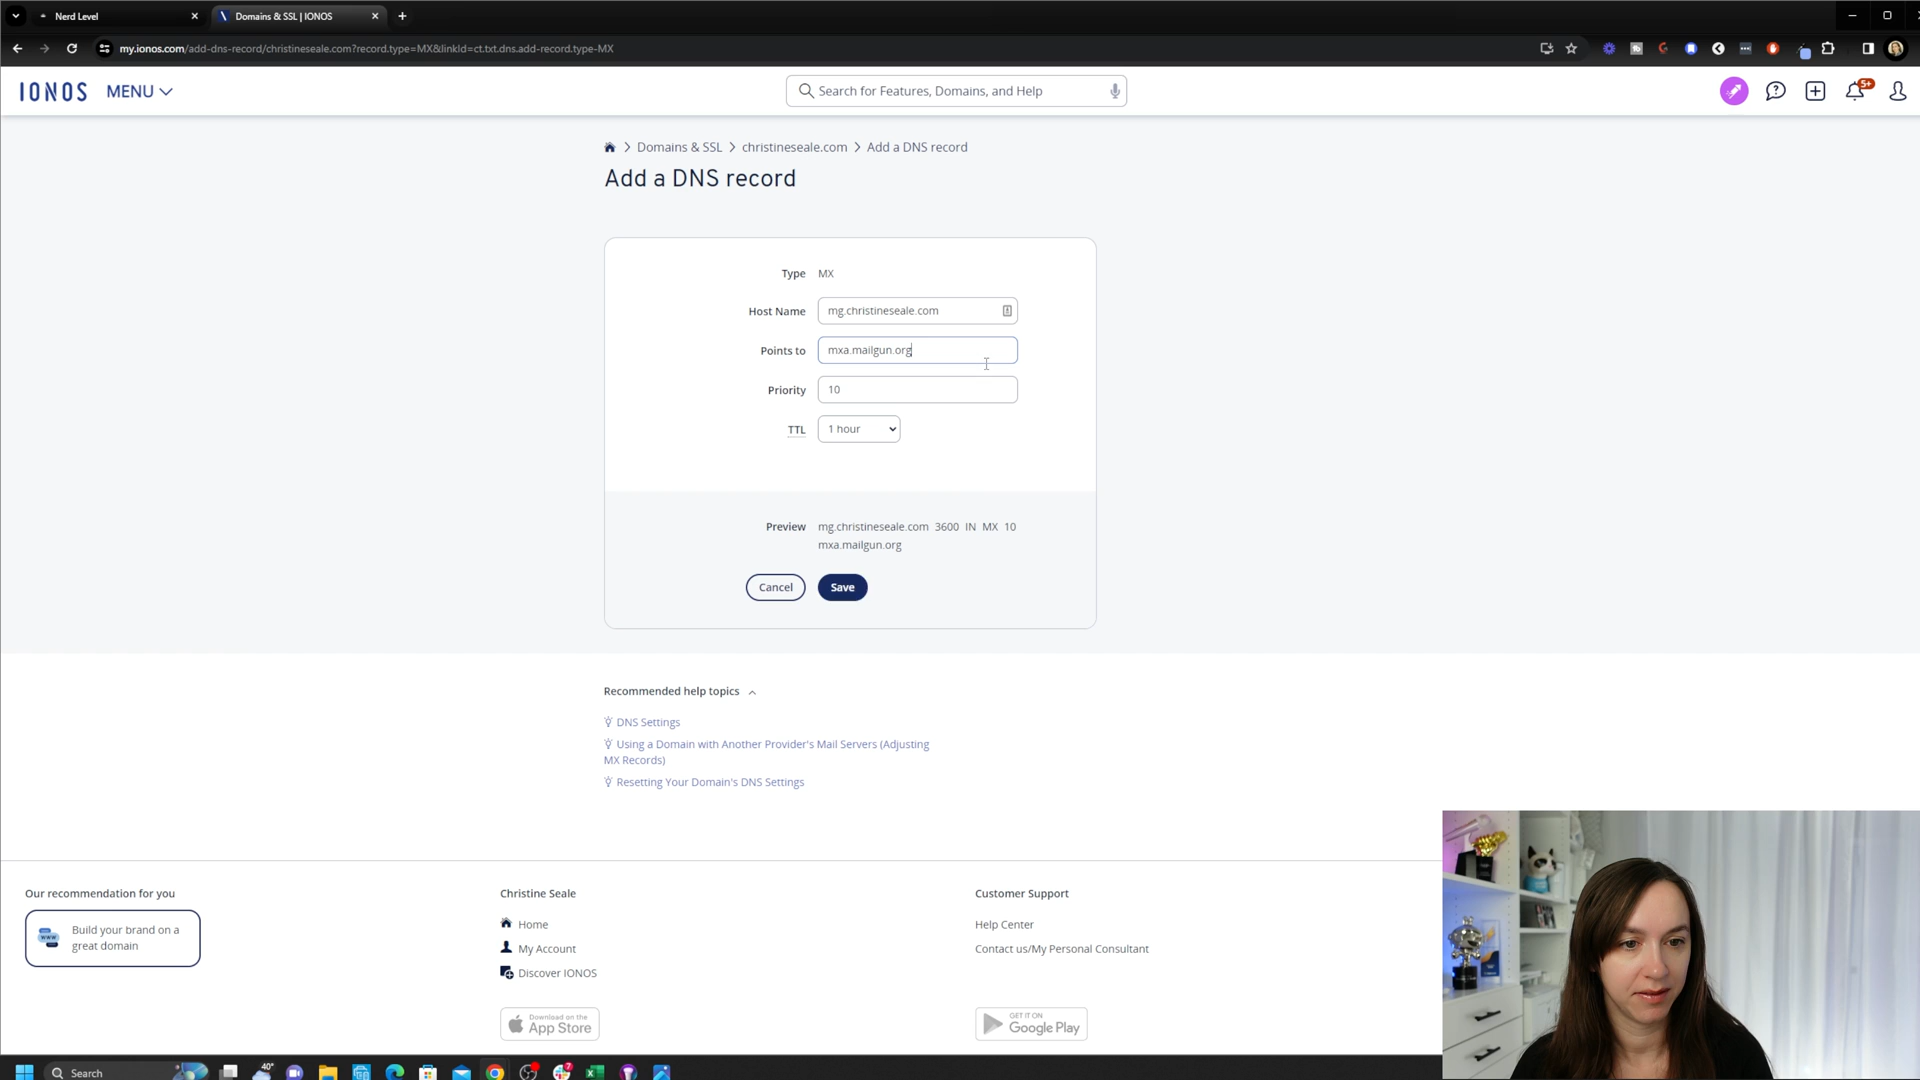 Nerd Level
Domains & SSL | IONOS
my.ionos.com/add-dns-record/christineseale.com?record.type=MX&linkId=ct.txt.dns.add-record.type-MX
IONOS
MENU
Search for Features, Domains, and Help
5+
Domains & SSL > christineseale.com > Add a DNS record
Add a DNS record
Type MX
Host Name mg.christineseale.com
Points to mxa.mailgun.org
Priority 10
TTL 1 hour
Preview mg.christineseale.com 3600 IN MX 10
mxa.mailgun.org
Cancel Save
Recommended help topics
DNS Settings
Using a Domain with Another Provider's Mail Servers (Adjusting
MX Records)
Resetting Your Domain's DNS Settings
Our recommendation for you
Build your brand on a
great domain
Christine Seale
Home
My Account
Discover IONOS
Download on the
App Store
Customer Support
Help Center
Contact us/My Personal Consultant
GET IT ON
Google Play
Search
40°